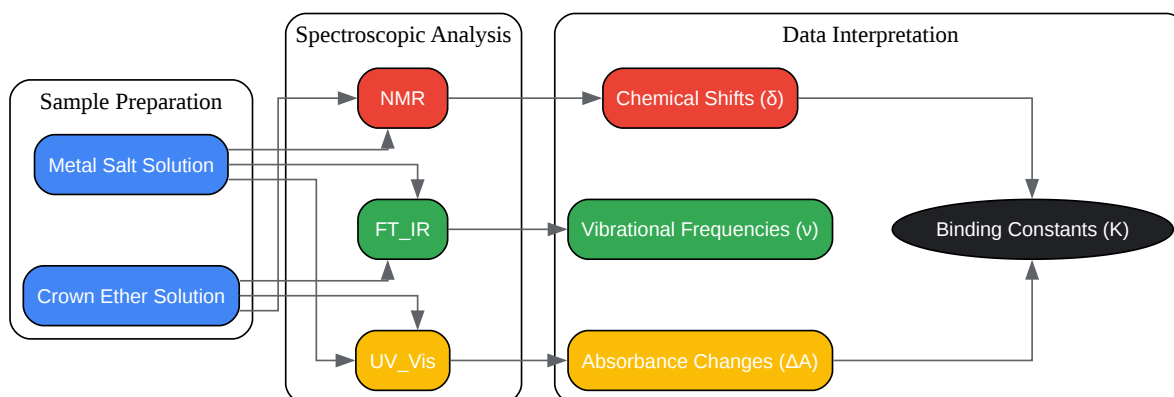 Sample Preparation
Metal Salt Solution
Crown Ether Solution
Spectroscopic Analysis
NMR
FT_IR
UV_Vis
Data Interpretation
Chemical Shifts (δ)
Vibrational Frequencies (ν)
Absorbance Changes (ΔA)
Binding Constants (K)